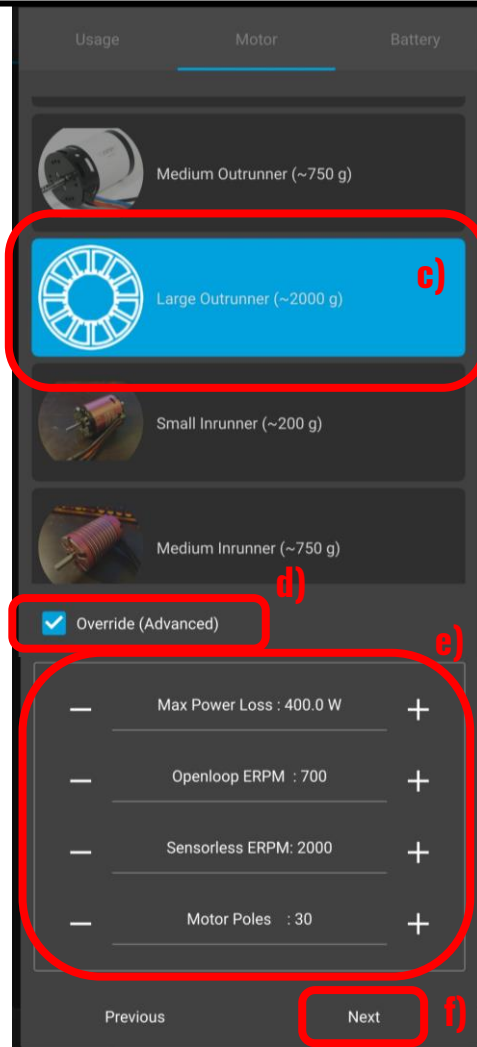 Usage Motor Battery
Medium Outrunner (~750 g)
c)
Large Outrunner (~2000 g)
Small Inrunner (~200 g)
Medium Inrunner (~750 g)
d)
Override (Advanced)
e)
Max Power Loss : 400.0 W
Openloop ERPM : 700
Sensorless ERPM: 2000
Motor Poles : 30
Previous Next f)